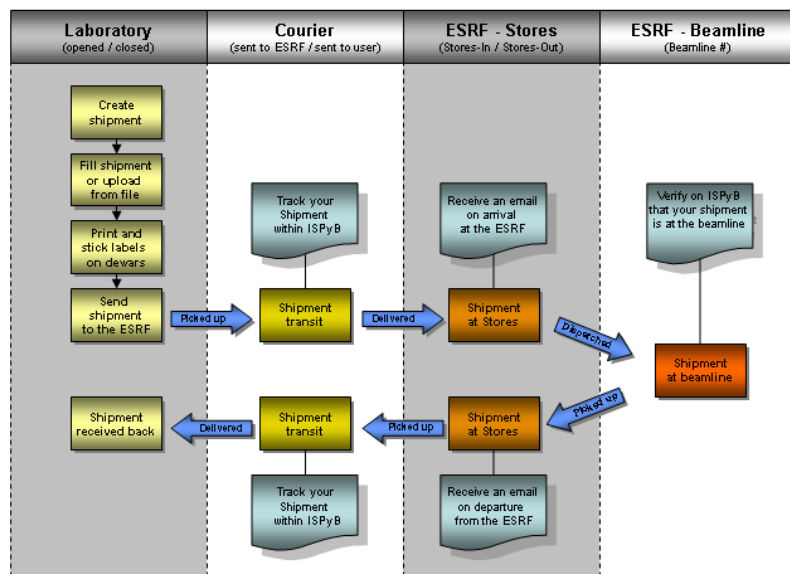 Laboratory
(opened / closed)
Courier
(sent to ESRF / sent to user)
ESRF - Stores
(Stores-In / Stores-Out)
ESRF - Beamline
(Beamline #)
Create
shipment
Fill shipment
or upload
from file
Print and
stick labels
on dewars
Send
shipment
to the ESRF
Track your
Shipment
within ISPyB
Receive an email
on arrival
at the ESRF
Verify on ISPyB
that your shipment
is at the beamline
Picked up
Shipment
transit
Delivered
Shipment
at Stores
Dispatched
Shipment
at beamline
Picked up
Shipment
at Stores
Picked up
Shipment
transit
Delivered
Shipment
received back
Track your
Shipment
within ISPyB
Receive an email
on departure
from the ESRF